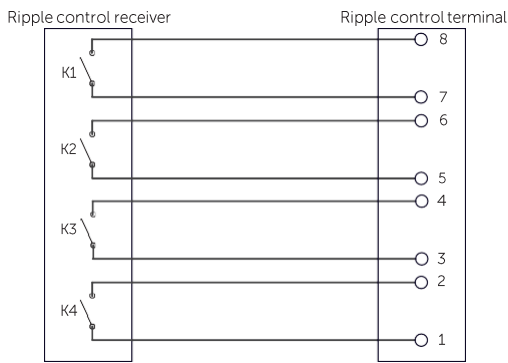 Ripple control receiver
Ripple control terminal
K1
8
7
K2
6
5
K3
4
3
K4
2
1